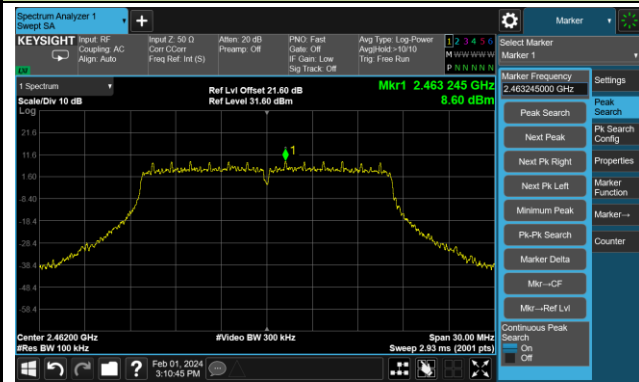 Spectrum Analyzer 1
Swept SA
Marker
KEYSIGHT
Input: RF
Coupling: AC
Align: Auto
Input Z: 50 Ω
Corr CCorr
Freq Ref: Int (S)
Atten: 20 dB
Preamp: Off
PNO: Fast
Gate: Off
IF Gain: Low
Sig Track: Off
Avg Type: Log-Power
Avg|Hold:>10/10
Trig: Free Run
1 2 3 4 5 6
M W W W W W
P N N N N N
Select Marker
Marker 1
1 Spectrum
Scale/Div 10 dB
Log
Ref Lvl Offset 21.60 dB
Ref Level 31.60 dBm
Mkr1 2.463 245 GHz
8.60 dBm
21.6
11.6
1.60
-8.40
-18.4
-28.4
-38.4
-48.4
-58.4
1
Center 2.46200 GHz
#Res BW 100 kHz
#Video BW 300 kHz
Span 30.00 MHz
Sweep 2.93 ms (2001 pts)
Marker Frequency
2.463245000 GHz
Peak Search
Next Peak
Next Pk Right
Next Pk Left
Minimum Peak
Pk-Pk Search
Marker Delta
Mkr→CF
Mkr→Ref Lvl
Continuous Peak
Search
On
Off
Settings
Peak
Search
Pk Search
Config
Properties
Marker
Function
Marker→
Counter
Feb 01, 2024
3:10:45 PM